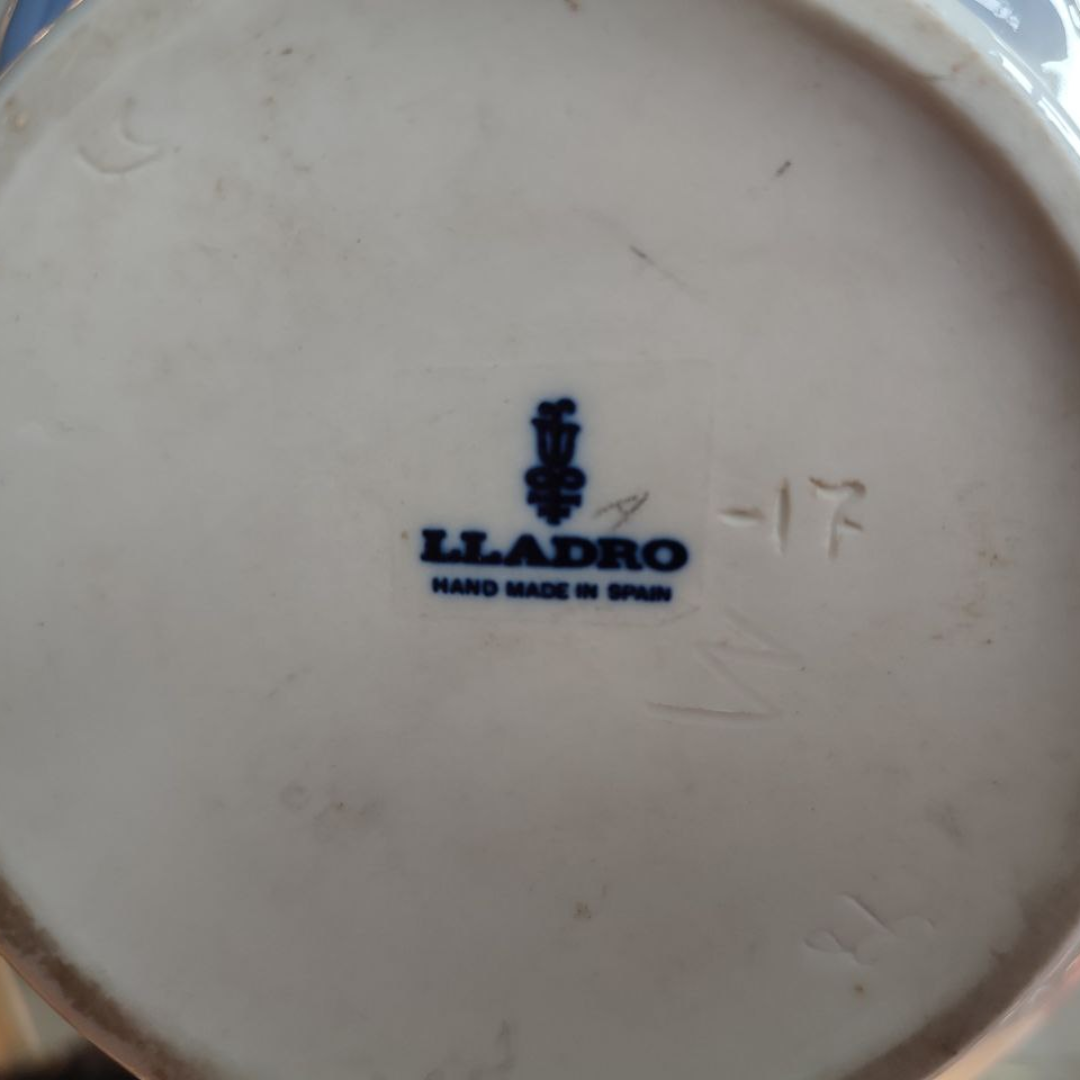 A
LLADRO
HAND MADE IN SPAIN
-17